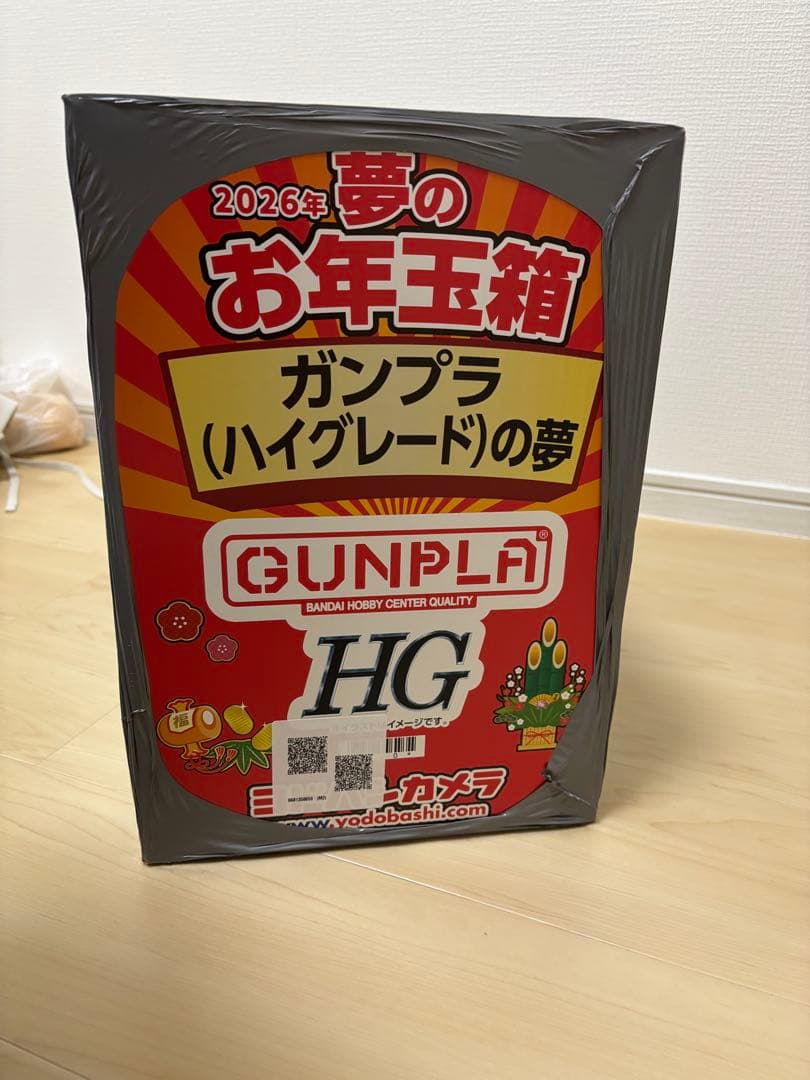 2026年 夢の
お年玉箱
ガンプラ
(ハイグレード)の夢
GUNPLA®
BANDAI HOBBY CENTER QUALITY
HG
イメージです。
福
カメラ
www.yodobashi.com